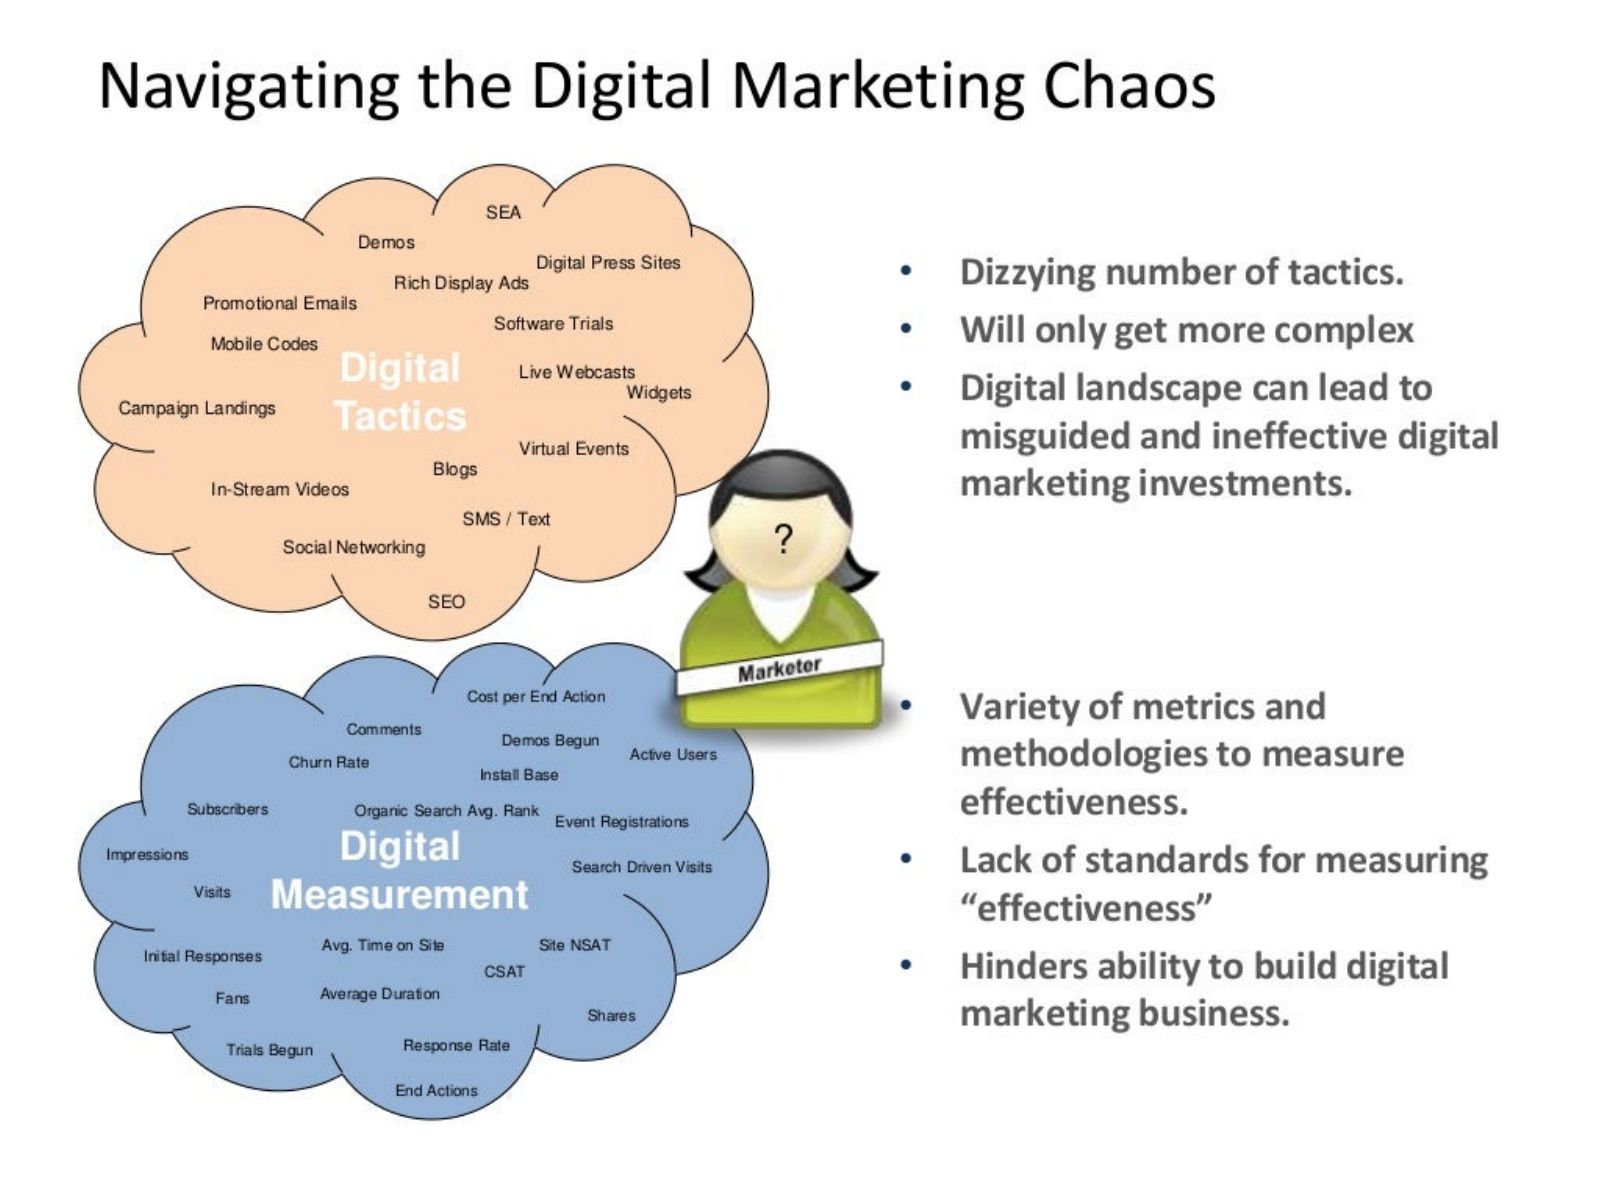 Navigating the Digital Marketing Chaos
SEA
Demos
Digital Press Sites
Rich Display Ads
Promotional Emails
Software Trials
Mobile Codes
Digital
Tactics
Live Webcasts
Widgets
Campaign Landings
Virtual Events
Blogs
In-Stream Videos
SMS / Text
Social Networking
SEO
?
Marketer
• Dizzying number of tactics.
• Will only get more complex
• Digital landscape can lead to
misguided and ineffective digital
marketing investments.
Cost per End Action
Comments
Demos Begun
Active Users
Churn Rate
Install Base
Subscribers
Organic Search Avg. Rank
Event Registrations
Digital
Measurement
Impressions
Search Driven Visits
Visits
Avg. Time on Site
Site NSAT
Initial Responses
CSAT
Fans
Average Duration
Shares
Trials Begun
Response Rate
End Actions
• Variety of metrics and
methodologies to measure
effectiveness.
• Lack of standards for measuring
“effectiveness”
• Hinders ability to build digital
marketing business.